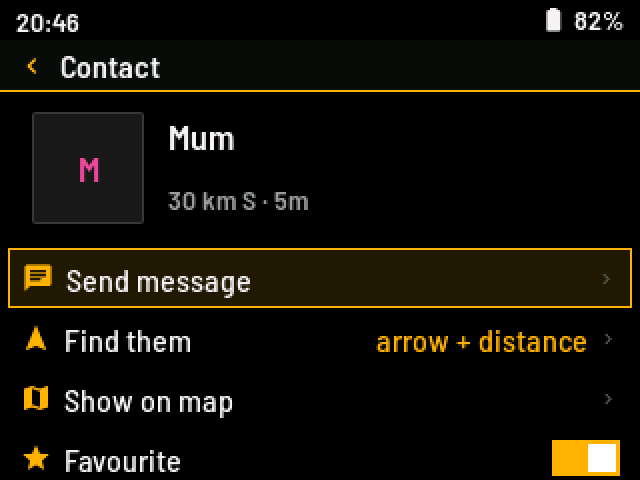 20:46
82%
Contact
M
Mum
30 km S · 5m
Send message
Find them
arrow + distance
Show on map
Favourite